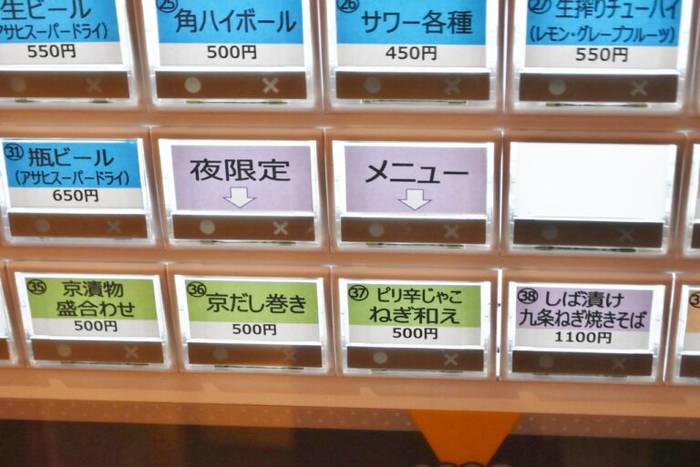 生ビール
(アサヒスーパードライ)
550円
㉕ 角ハイボール
500円
㉖ サワー各種
450円
㉗ 生搾りチューハイ
(レモン・グレープフルーツ)
550円
㉛ 瓶ビール
(アサヒスーパードライ)
650円
夜限定
メニュー
㉟ 京漬物
盛合わせ
500円
㊱ 京だし巻き
500円
㊲ ピリ辛じゃこ
ねぎ和え
500円
㊳ しば漬け
九条ねぎ焼きそば
1100円